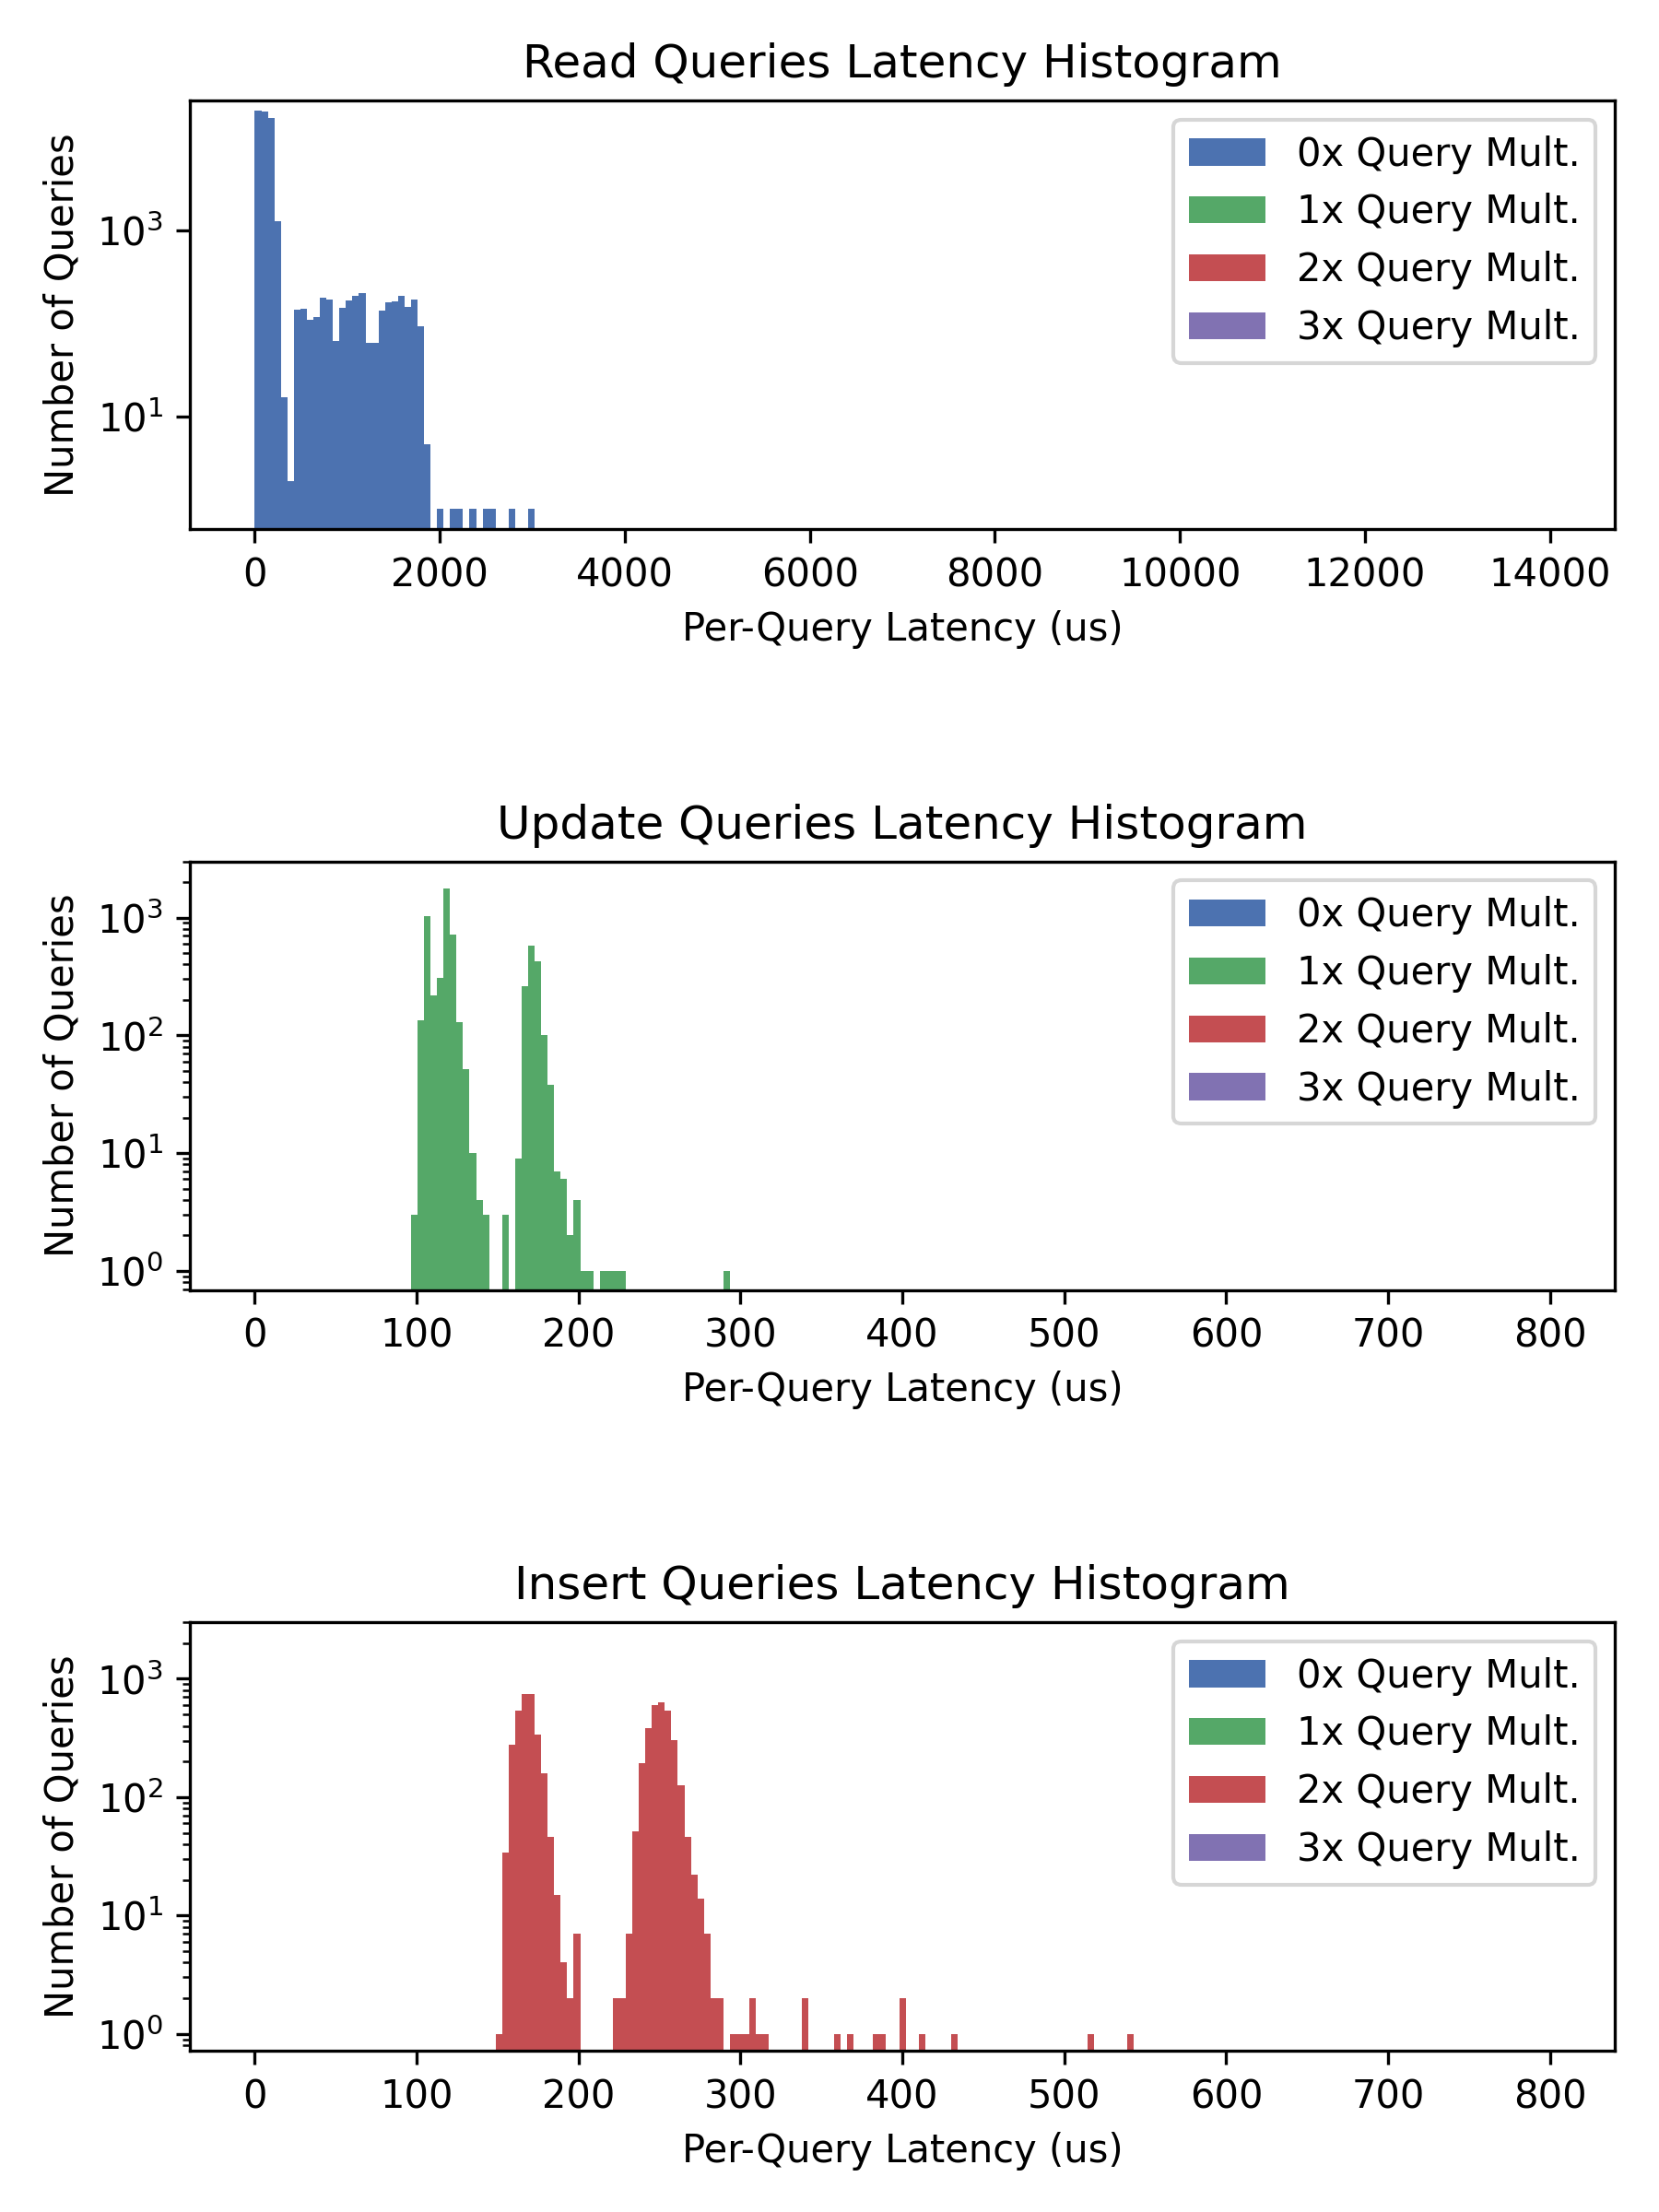 Read Queries Latency Histogram
Number of Queries
10³
10¹
0x Query Mult.
1x Query Mult.
2x Query Mult.
3x Query Mult.
0 2000 4000 6000 8000 10000 12000 14000
Per-Query Latency (us)
Update Queries Latency Histogram
Number of Queries
10³
10²
10¹
10⁰
0x Query Mult.
1x Query Mult.
2x Query Mult.
3x Query Mult.
0 100 200 300 400 500 600 700 800
Per-Query Latency (us)
Insert Queries Latency Histogram
Number of Queries
10³
10²
10¹
10⁰
0x Query Mult.
1x Query Mult.
2x Query Mult.
3x Query Mult.
0 100 200 300 400 500 600 700 800
Per-Query Latency (us)